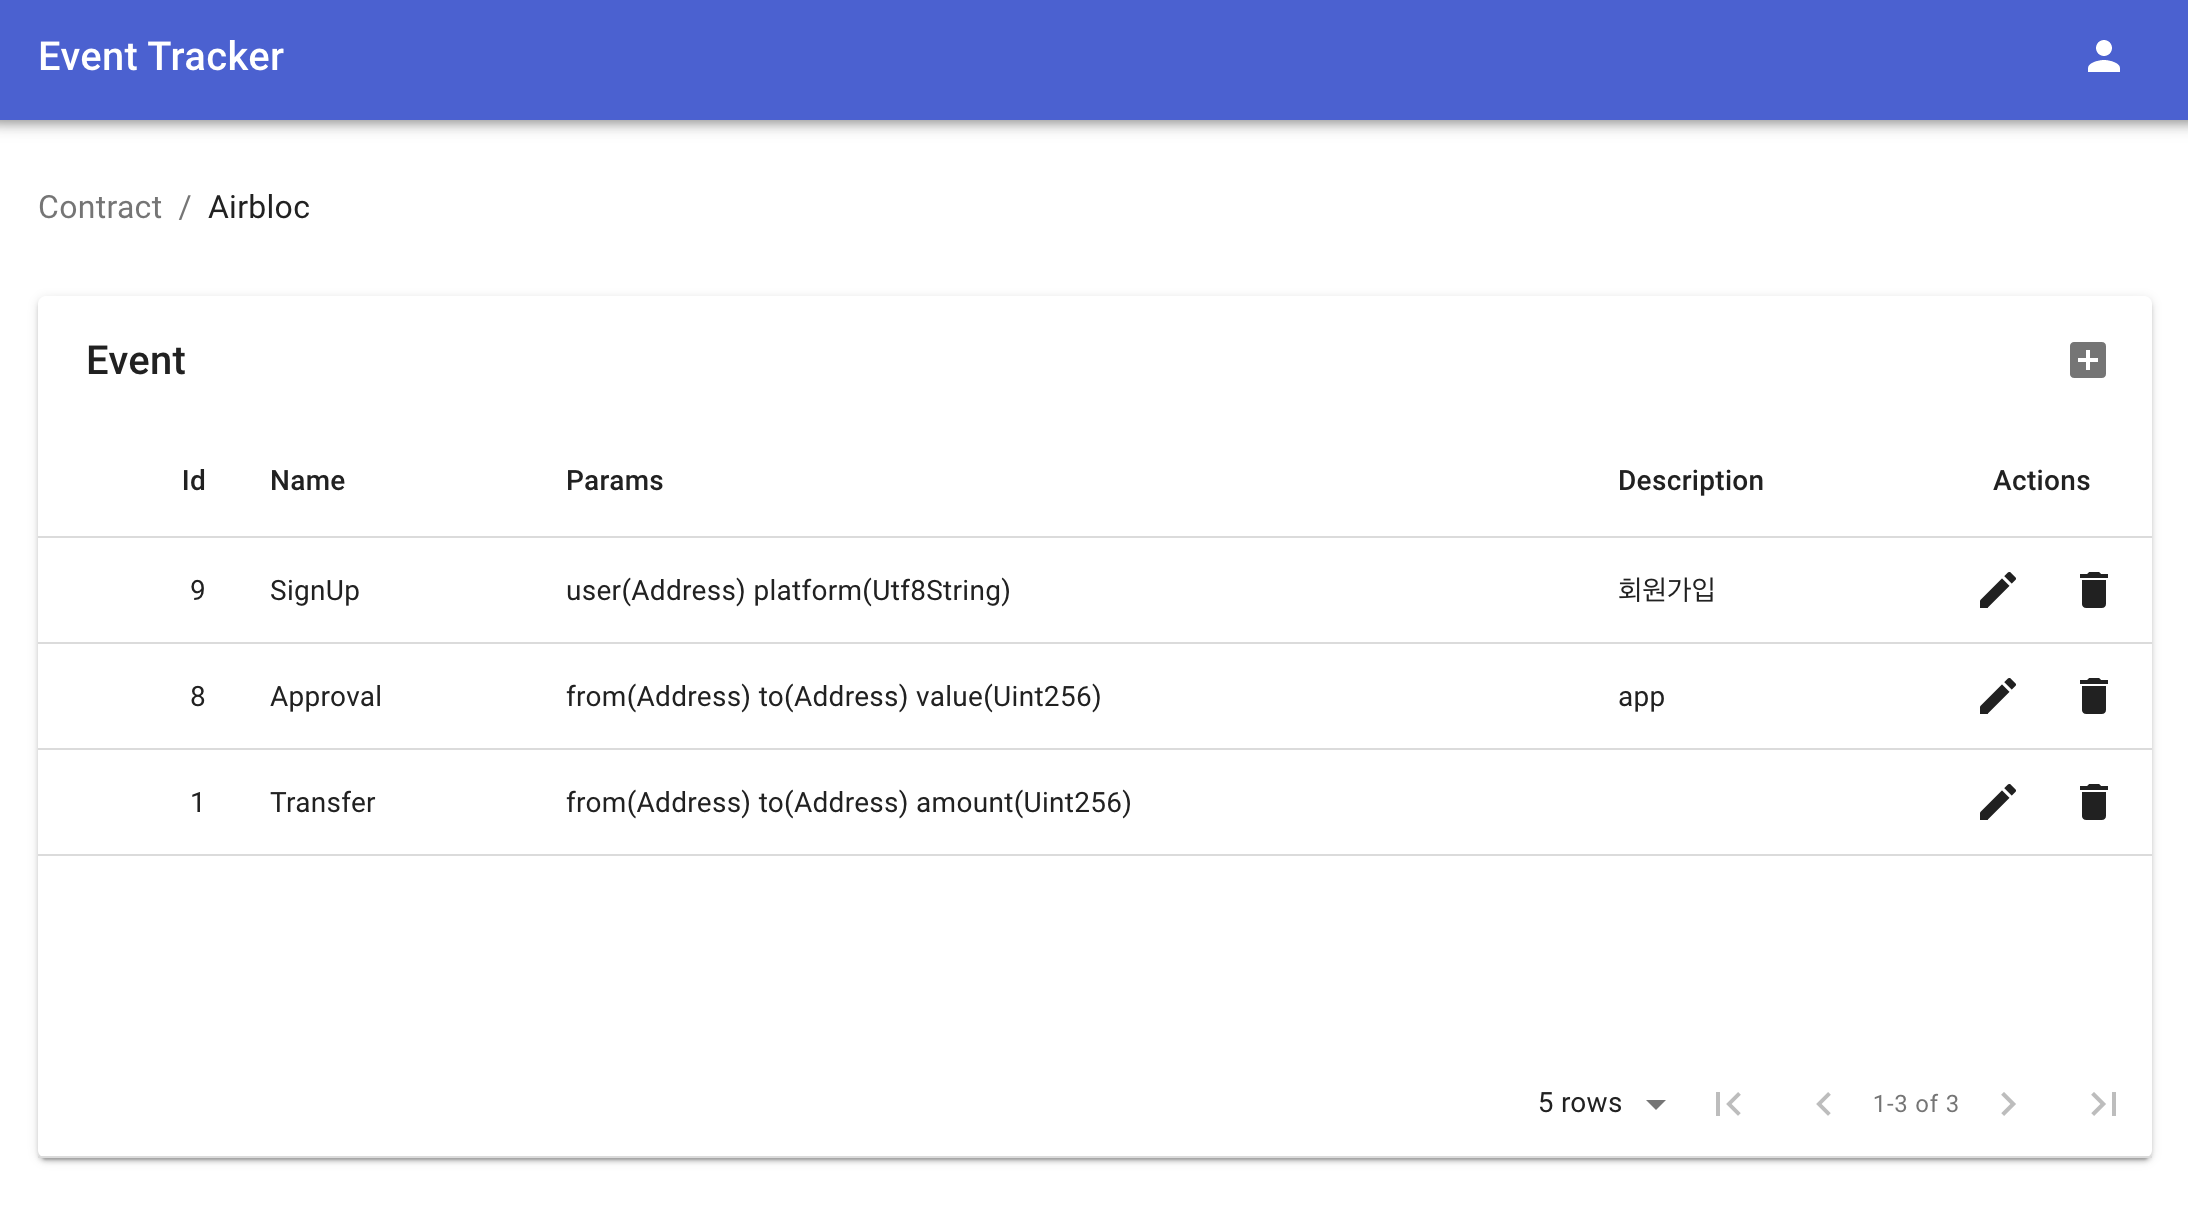 Event Tracker
Contract / Airbloc
Event
Id Name Params Description Actions
9 SignUp user(Address) platform(Utf8String) 회원가입
8 Approval from(Address) to(Address) value(Uint256) app
1 Transfer from(Address) to(Address) amount(Uint256)
5 rows 1-3 of 3